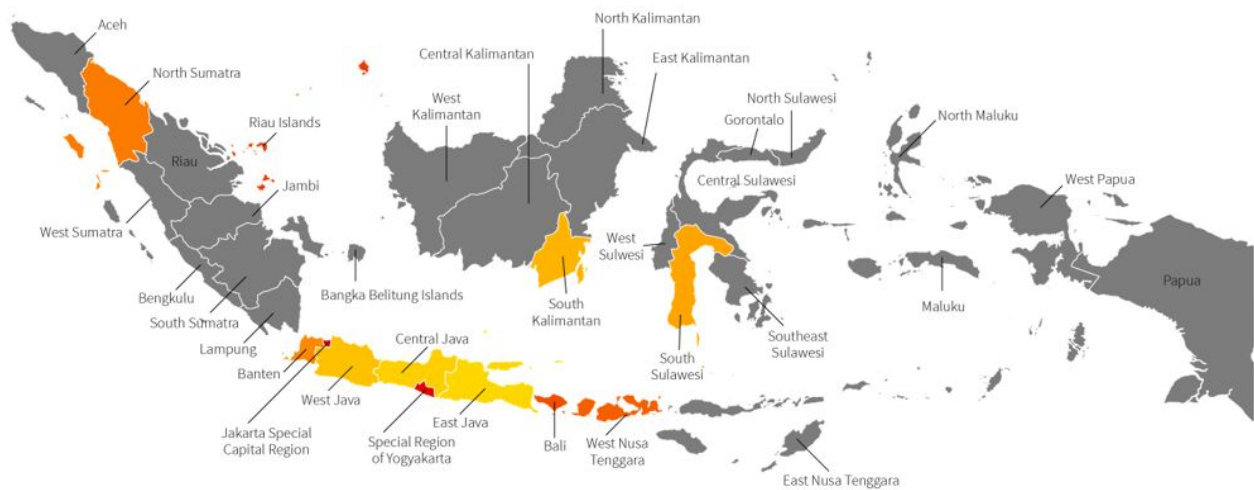 Aceh
North Sumatra
Riau Islands
Riau
Jambi
West Sumatra
Bengkulu
South Sumatra
Lampung
Bangka Belitung Islands
Banten
West Java
Jakarta Special
Capital Region
Central Java
Special Region
of Yogyakarta
East Java
Bali
West Nusa
Tenggara
East Nusa Tenggara
North Kalimantan
Central Kalimantan
East Kalimantan
West
Kalimantan
South
Kalimantan
North Sulawesi
Gorontalo
Central Sulawesi
West
Sulwesi
South
Sulawesi
Southeast
Sulawesi
North Maluku
Maluku
West Papua
Papua